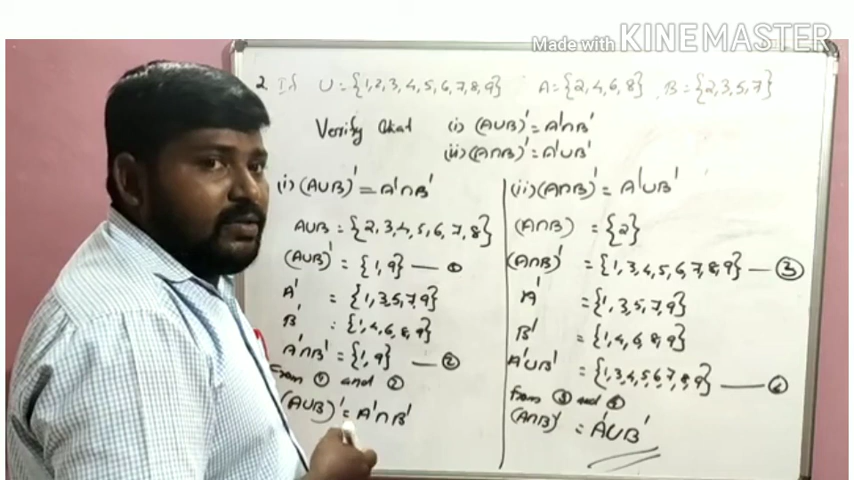 Made with KINEMASTER
2. If U = {1,2,3,4,5,6,7,8,9} A = {2,4,6,8}, B = {2,3,5,7}
Verify that (i) (A∪B)' = A'∩B'
(ii) (A∩B)' = A'∪B'
(i) (A∪B)' = A'∩B'
A∪B = {2,3,4,5,6,7,8}
(A∪B)' = {1,9} — ①
A' = {1,3,5,7,9}
B' = {1,4,6,8,9}
A'∩B' = {1,9} — ②
From ① and ②
(A∪B)' = A'∩B'
(ii) (A∩B)' = A'∪B'
(A∩B) = {2}
(A∩B)' = {1,3,4,5,6,7,8,9} — ③
A' = {1,3,5,7,9}
B' = {1,4,6,8,9}
A'∪B' = {1,3,4,5,6,7,8,9} — ④
From ③ and ④
(A∩B)' = A'∪B'